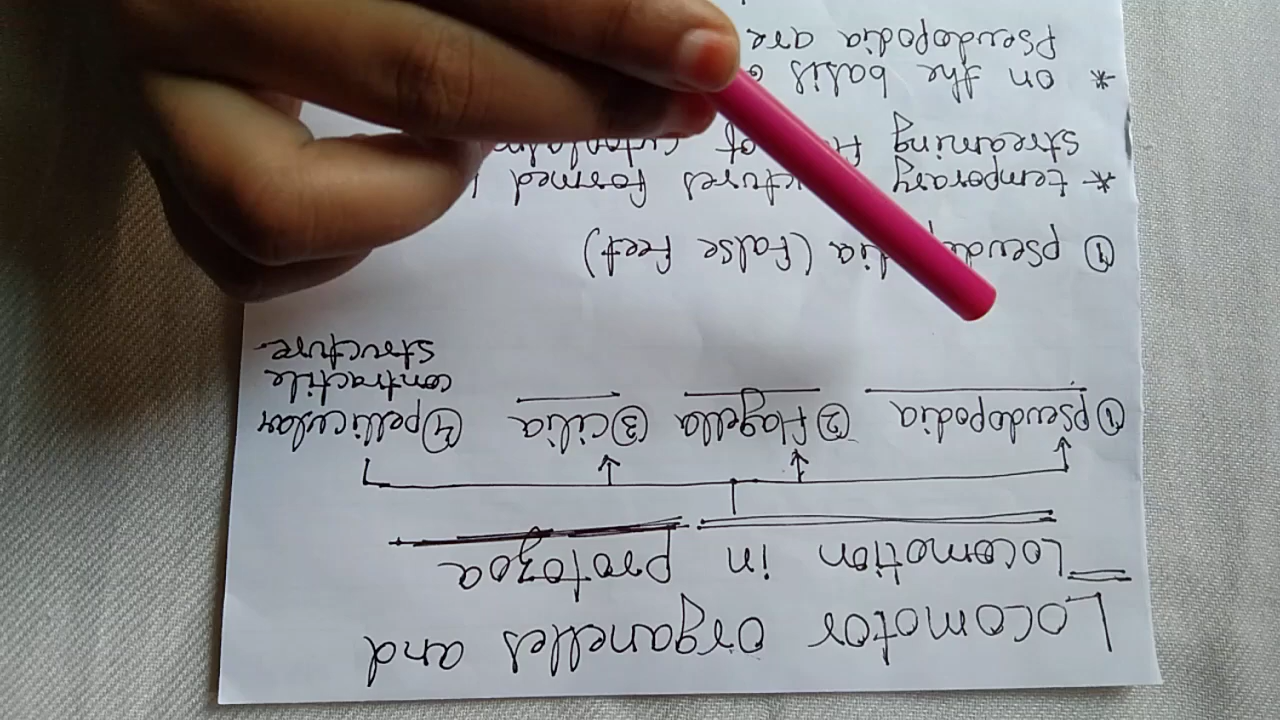 Locomotor organelles and
Locomotion in protozoa
① Pseudopodia ② Flagella ③ cilia ④ pellicular
contractile
structure.
① (False Feet)
* temporary formed
streaming of
* on the basis
Pseudopodia are